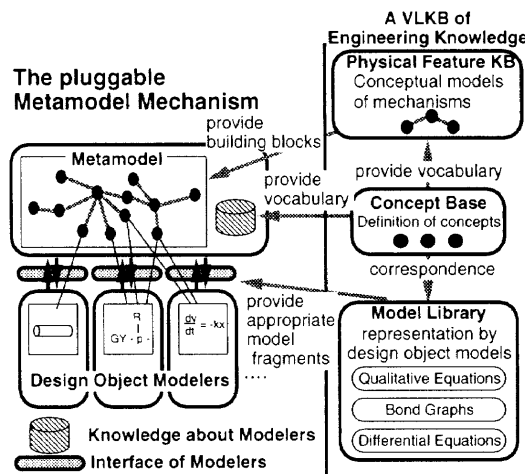 A VLKB of
Engineering Knowledge
Physical Feature KB
Conceptual models
of mechanisms
The pluggable
Metamodel Mechanism
provide
building blocks
Metamodel
provide
vocabulary
provide vocabulary
Concept Base
Definition of concepts
correspondence
provide
appropriate
model
fragments
....
R
I
GY - p -
dy
dt
= -kx
Design Object Modelers
Model Library
representation by
design object models
Qualitative Equations
Bond Graphs
Differential Equations
Knowledge about Modelers
Interface of Modelers